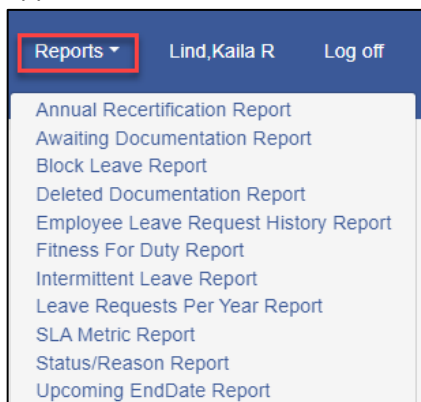 Reports Lind,Kaila R Log off
Annual Recertification Report
Awaiting Documentation Report
Block Leave Report
Deleted Documentation Report
Employee Leave Request History Report
Fitness For Duty Report
Intermittent Leave Report
Leave Requests Per Year Report
SLA Metric Report
Status/Reason Report
Upcoming EndDate Report